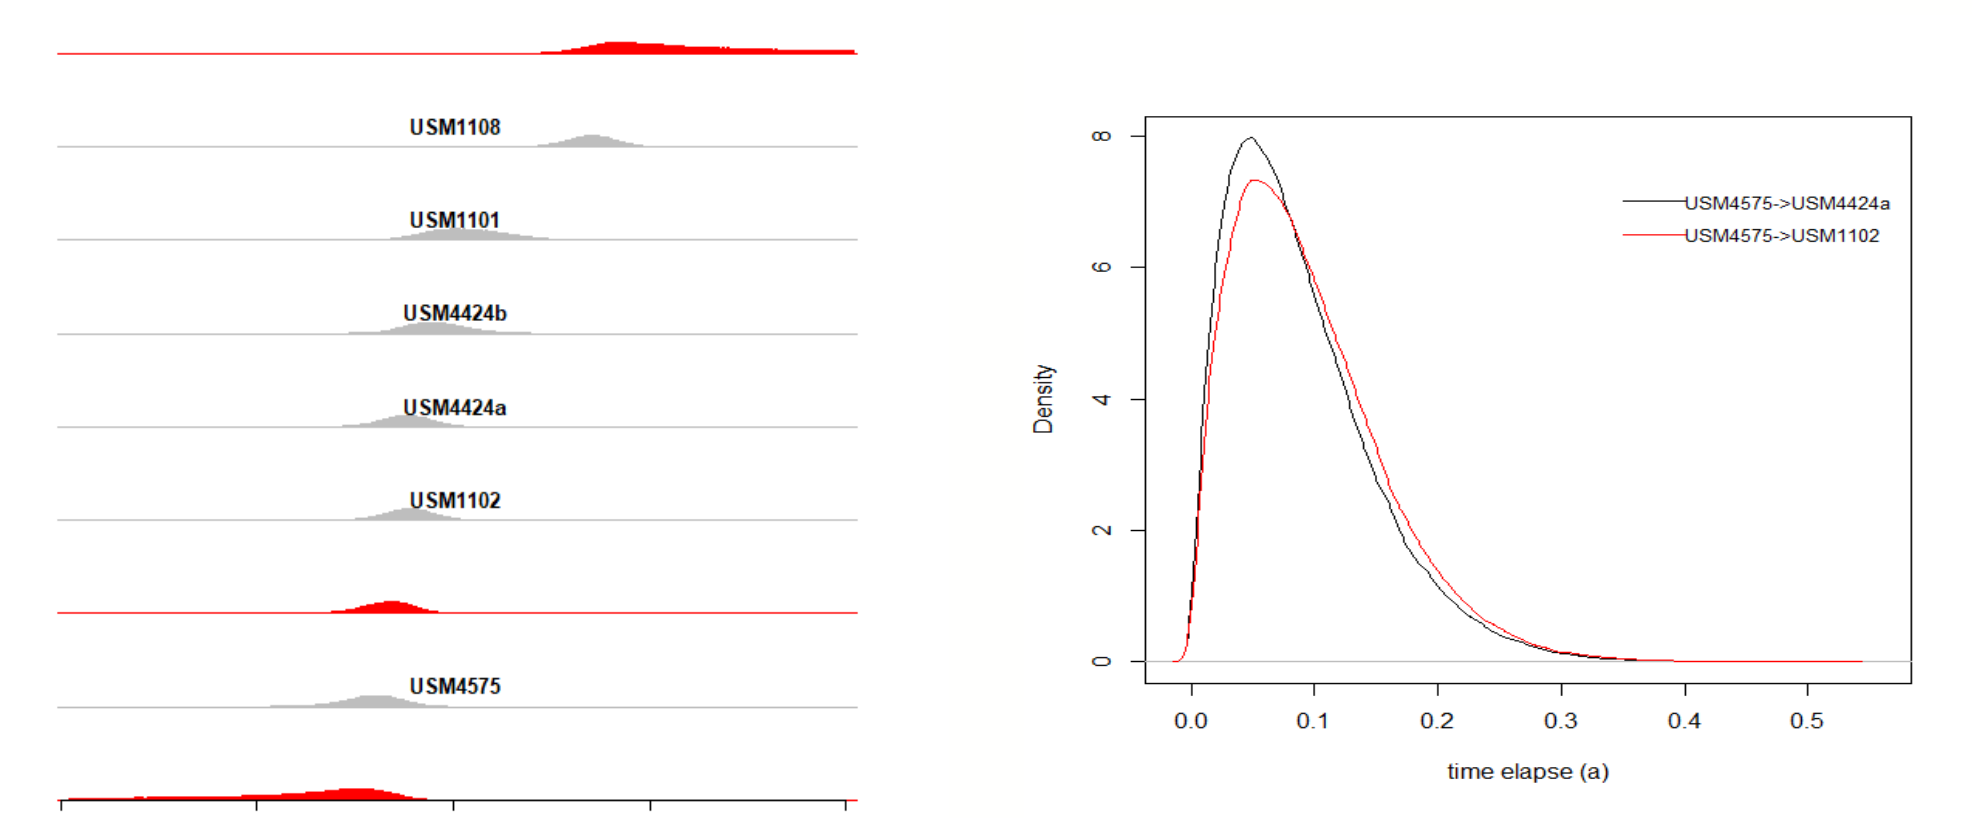 USM1108
USM1101
USM4424b
USM4424a
USM1102
USM4575
Density
8
6
4
2
0
USM4575->USM4424a
USM4575->USM1102
0.0 0.1 0.2 0.3 0.4 0.5
time elapse (a)